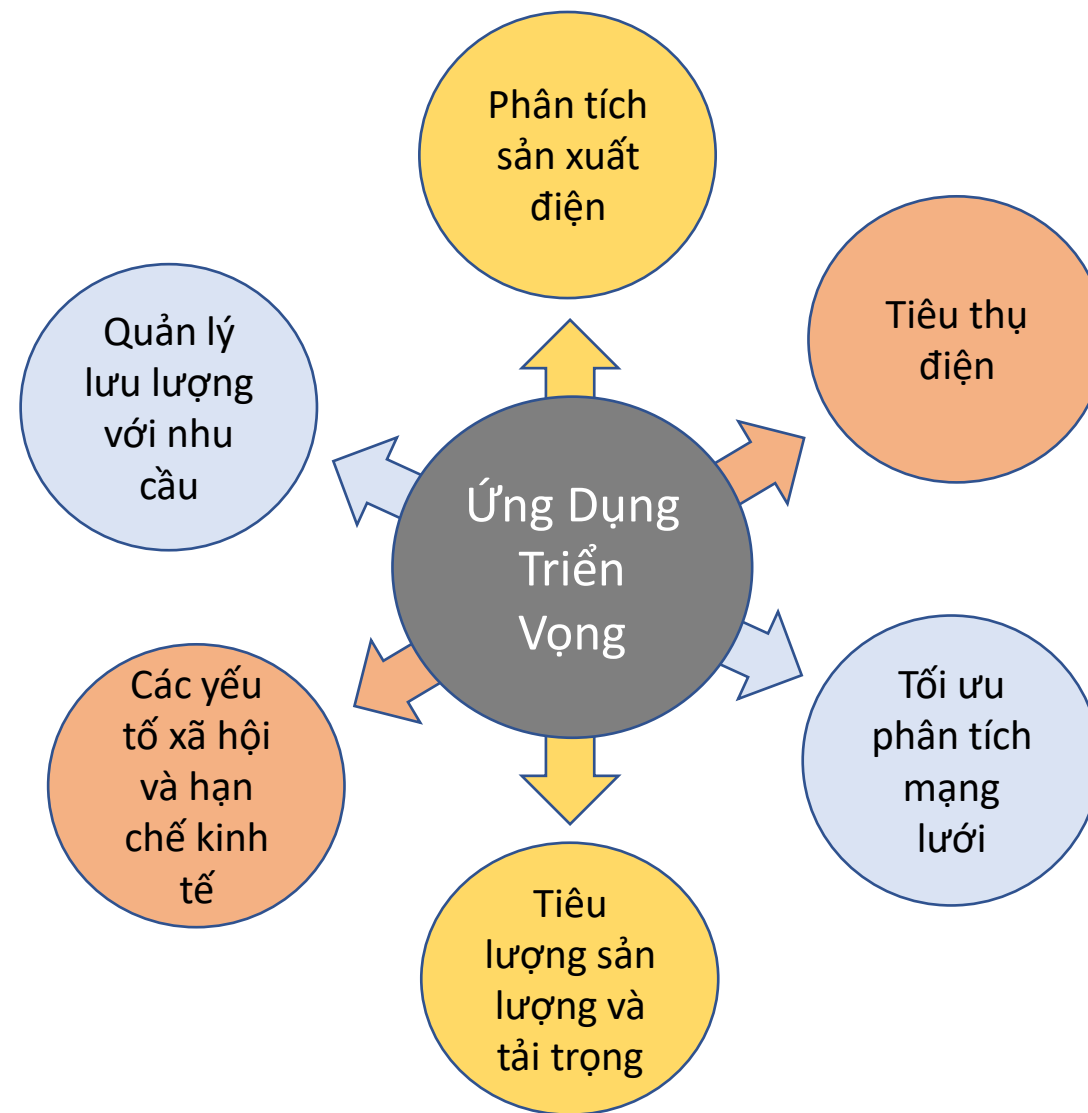 Phân tích
sản xuất
điện
Tiêu thụ
điện
Quản lý
lưu lượng
với nhu
cầu
Ứng Dụng
Triển
Vọng
Các yếu
tố xã hội
và hạn
chế kinh
tế
Tối ưu
phân tích
mạng
lưới
Tiêu
lượng sản
lượng và
tải trọng